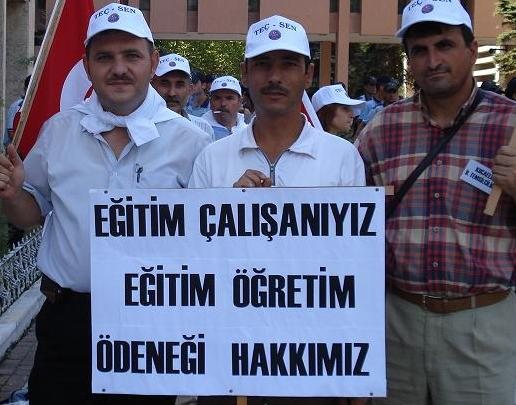 TEÇ - SEN
TEÇ - SEN
TEÇ - SEN
EĞİTİM ÇALIŞANIYIZ
EĞİTİM ÖĞRETİM
ÖDENEĞİ HAKKIMIZ